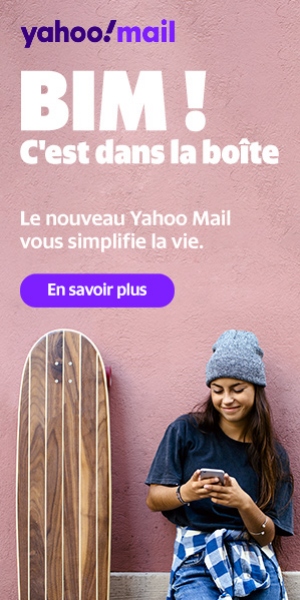 yahoo!mail
BIM !
C'est dans la boîte
Le nouveau Yahoo Mail
vous simplifie la vie.
En savoir plus